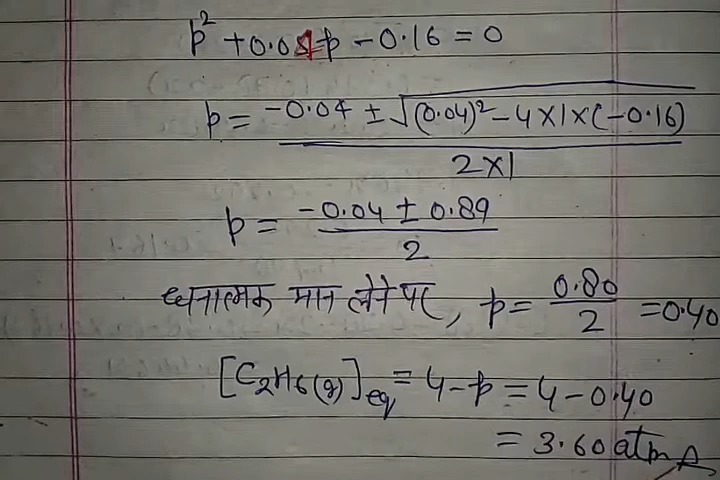 p² + 0.04p - 0.16 = 0
p = -0.04 ± √(0.04)² - 4×1×(-0.16) / 2×1
p = -0.04 ± 0.89 / 2
धनात्मक मान लेने पर, p = 0.80 / 2 = 0.40
[C₂H₆(g)]eq = 4 - p = 4 - 0.40
= 3.60 atm